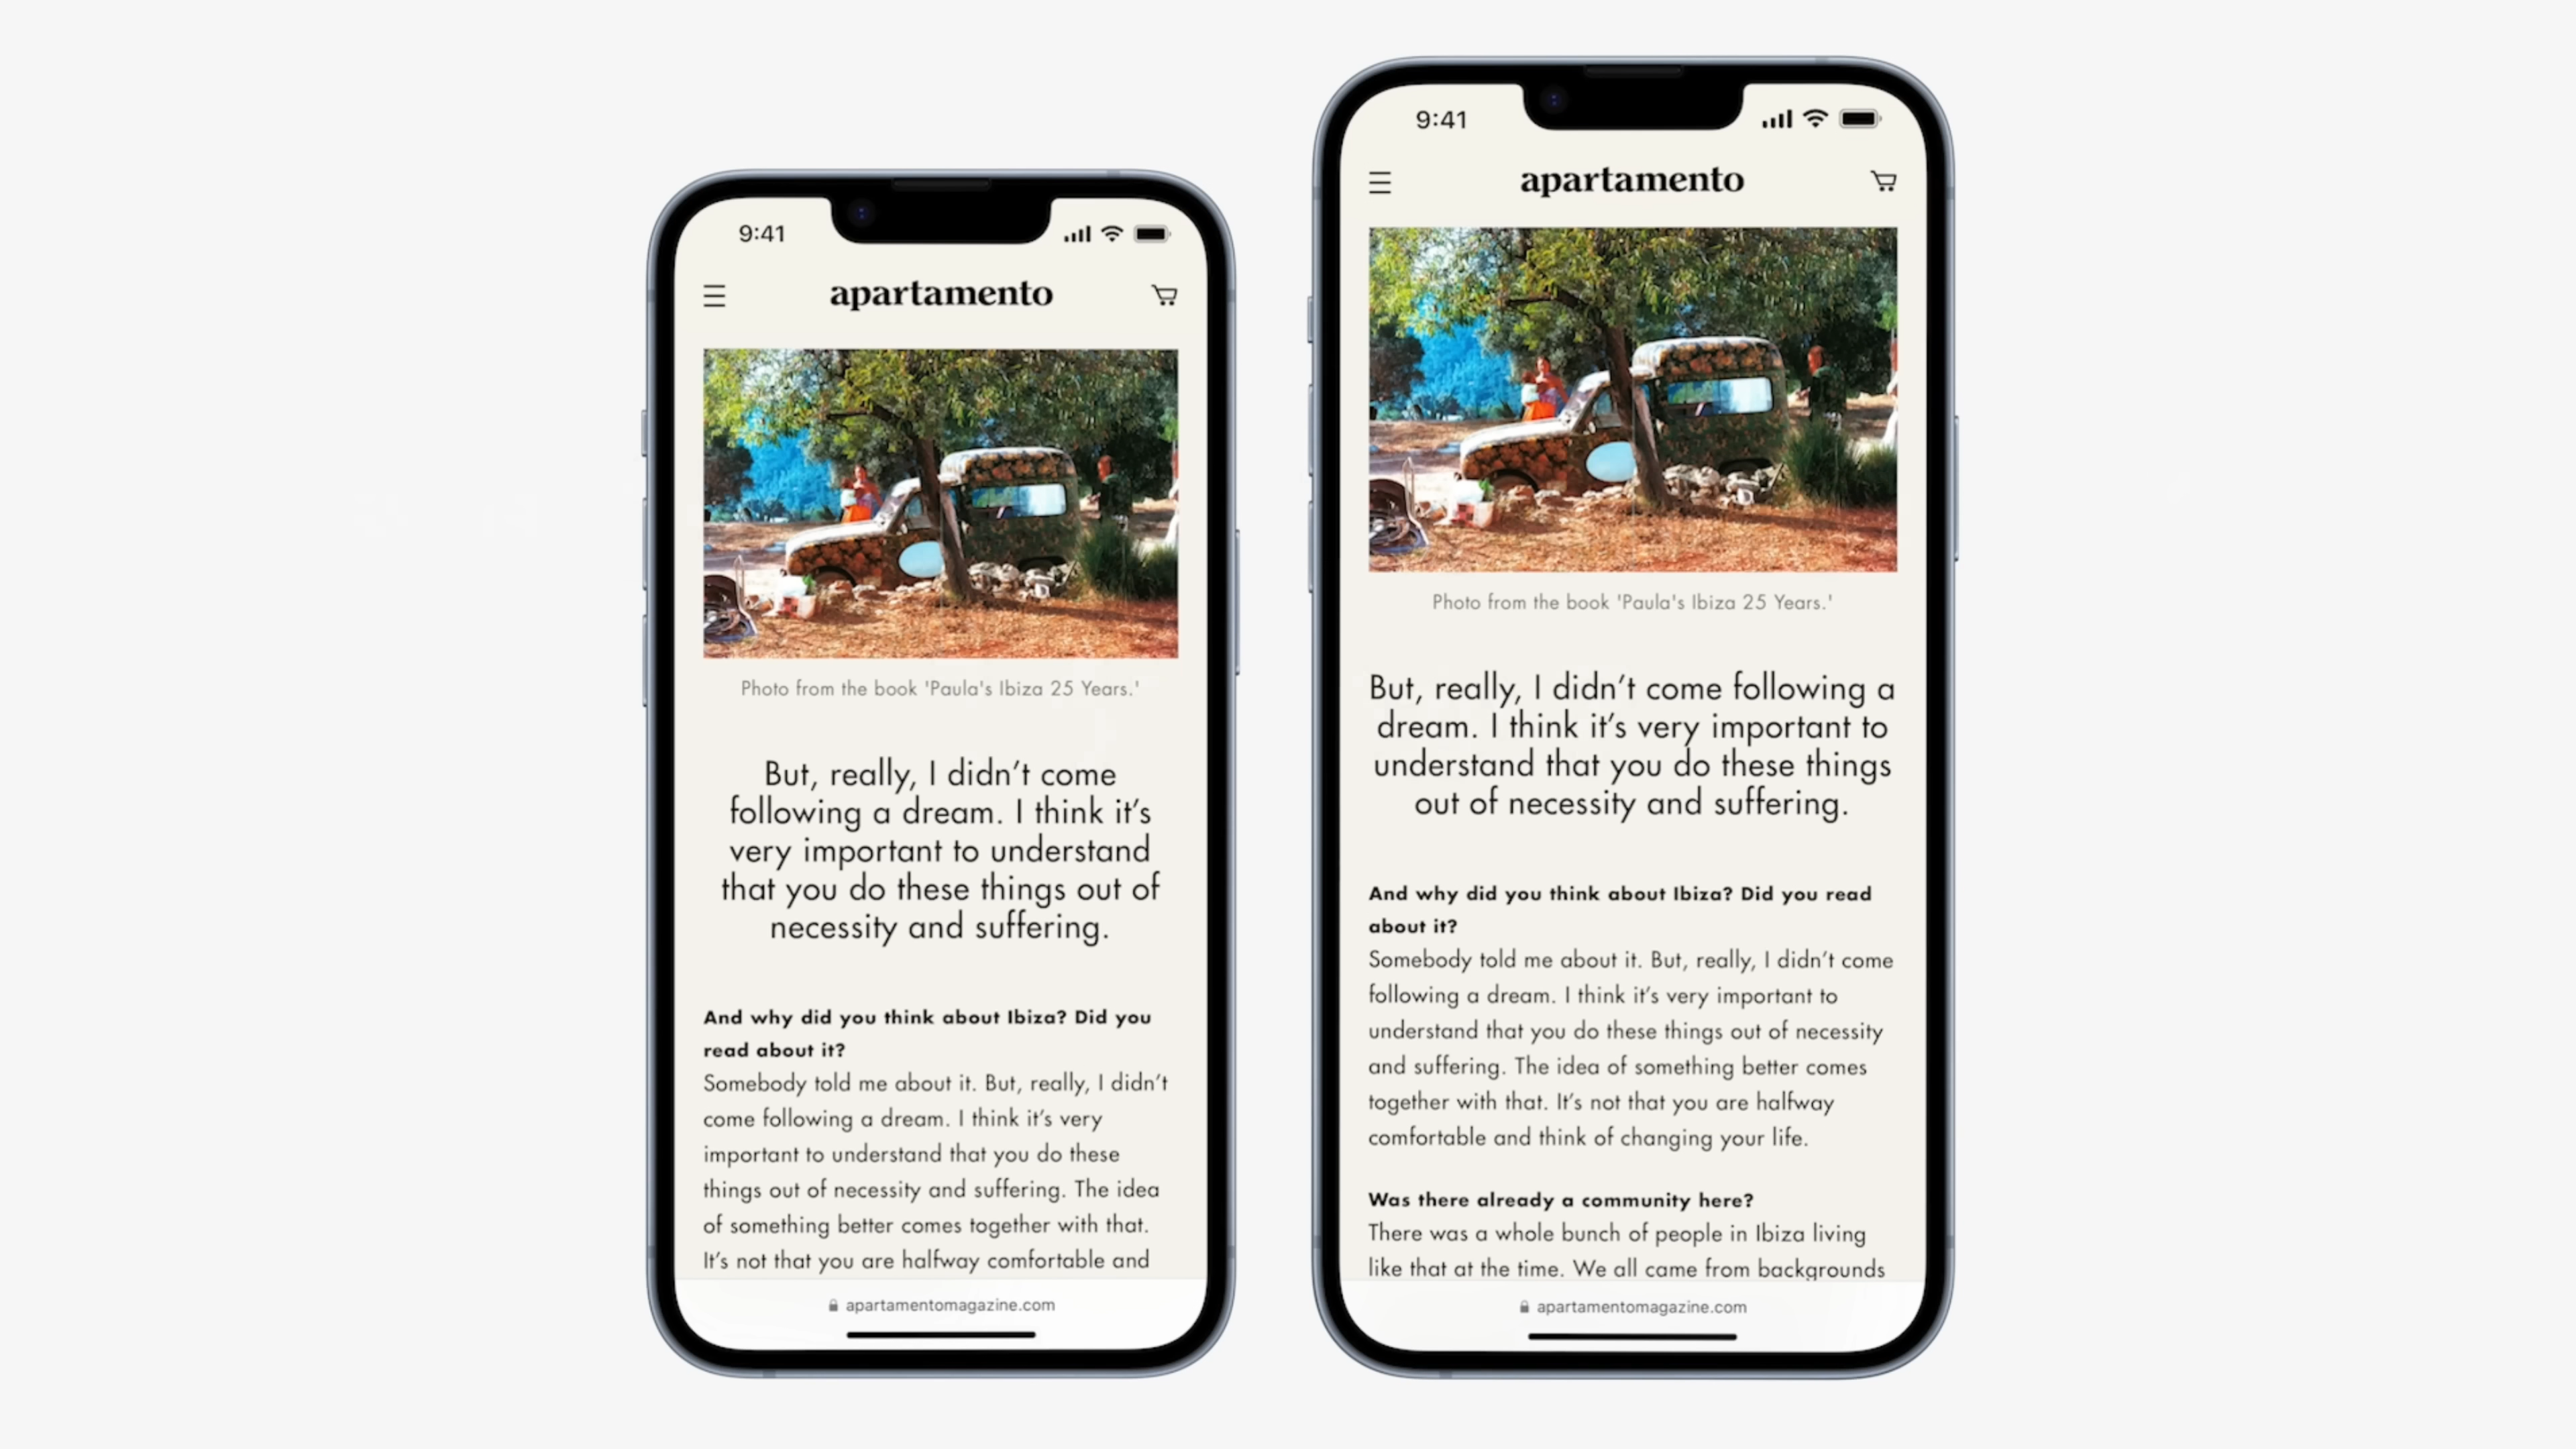 9:41
apartamento
Photo from the book 'Paula's Ibiza 25 Years.'
But, really, I didn’t come
following a dream. I think it’s
very important to understand
that you do these things out of
necessity and suffering.
And why did you think about Ibiza? Did you
read about it?
Somebody told me about it. But, really, I didn’t
come following a dream. I think it’s very
important to understand that you do these
things out of necessity and suffering. The idea
of something better comes together with that.
It’s not that you are halfway comfortable and
apartamentomagazine.com
9:41
apartamento
Photo from the book 'Paula's Ibiza 25 Years.'
But, really, I didn’t come following a
dream. I think it’s very important to
understand that you do these things
out of necessity and suffering.
And why did you think about Ibiza? Did you read
about it?
Somebody told me about it. But, really, I didn’t come
following a dream. I think it’s very important to
understand that you do these things out of necessity
and suffering. The idea of something better comes
together with that. It’s not that you are halfway
comfortable and think of changing your life.
Was there already a community here?
There was a whole bunch of people in Ibiza living
like that at the time. We all came from backgrounds
apartamentomagazine.com